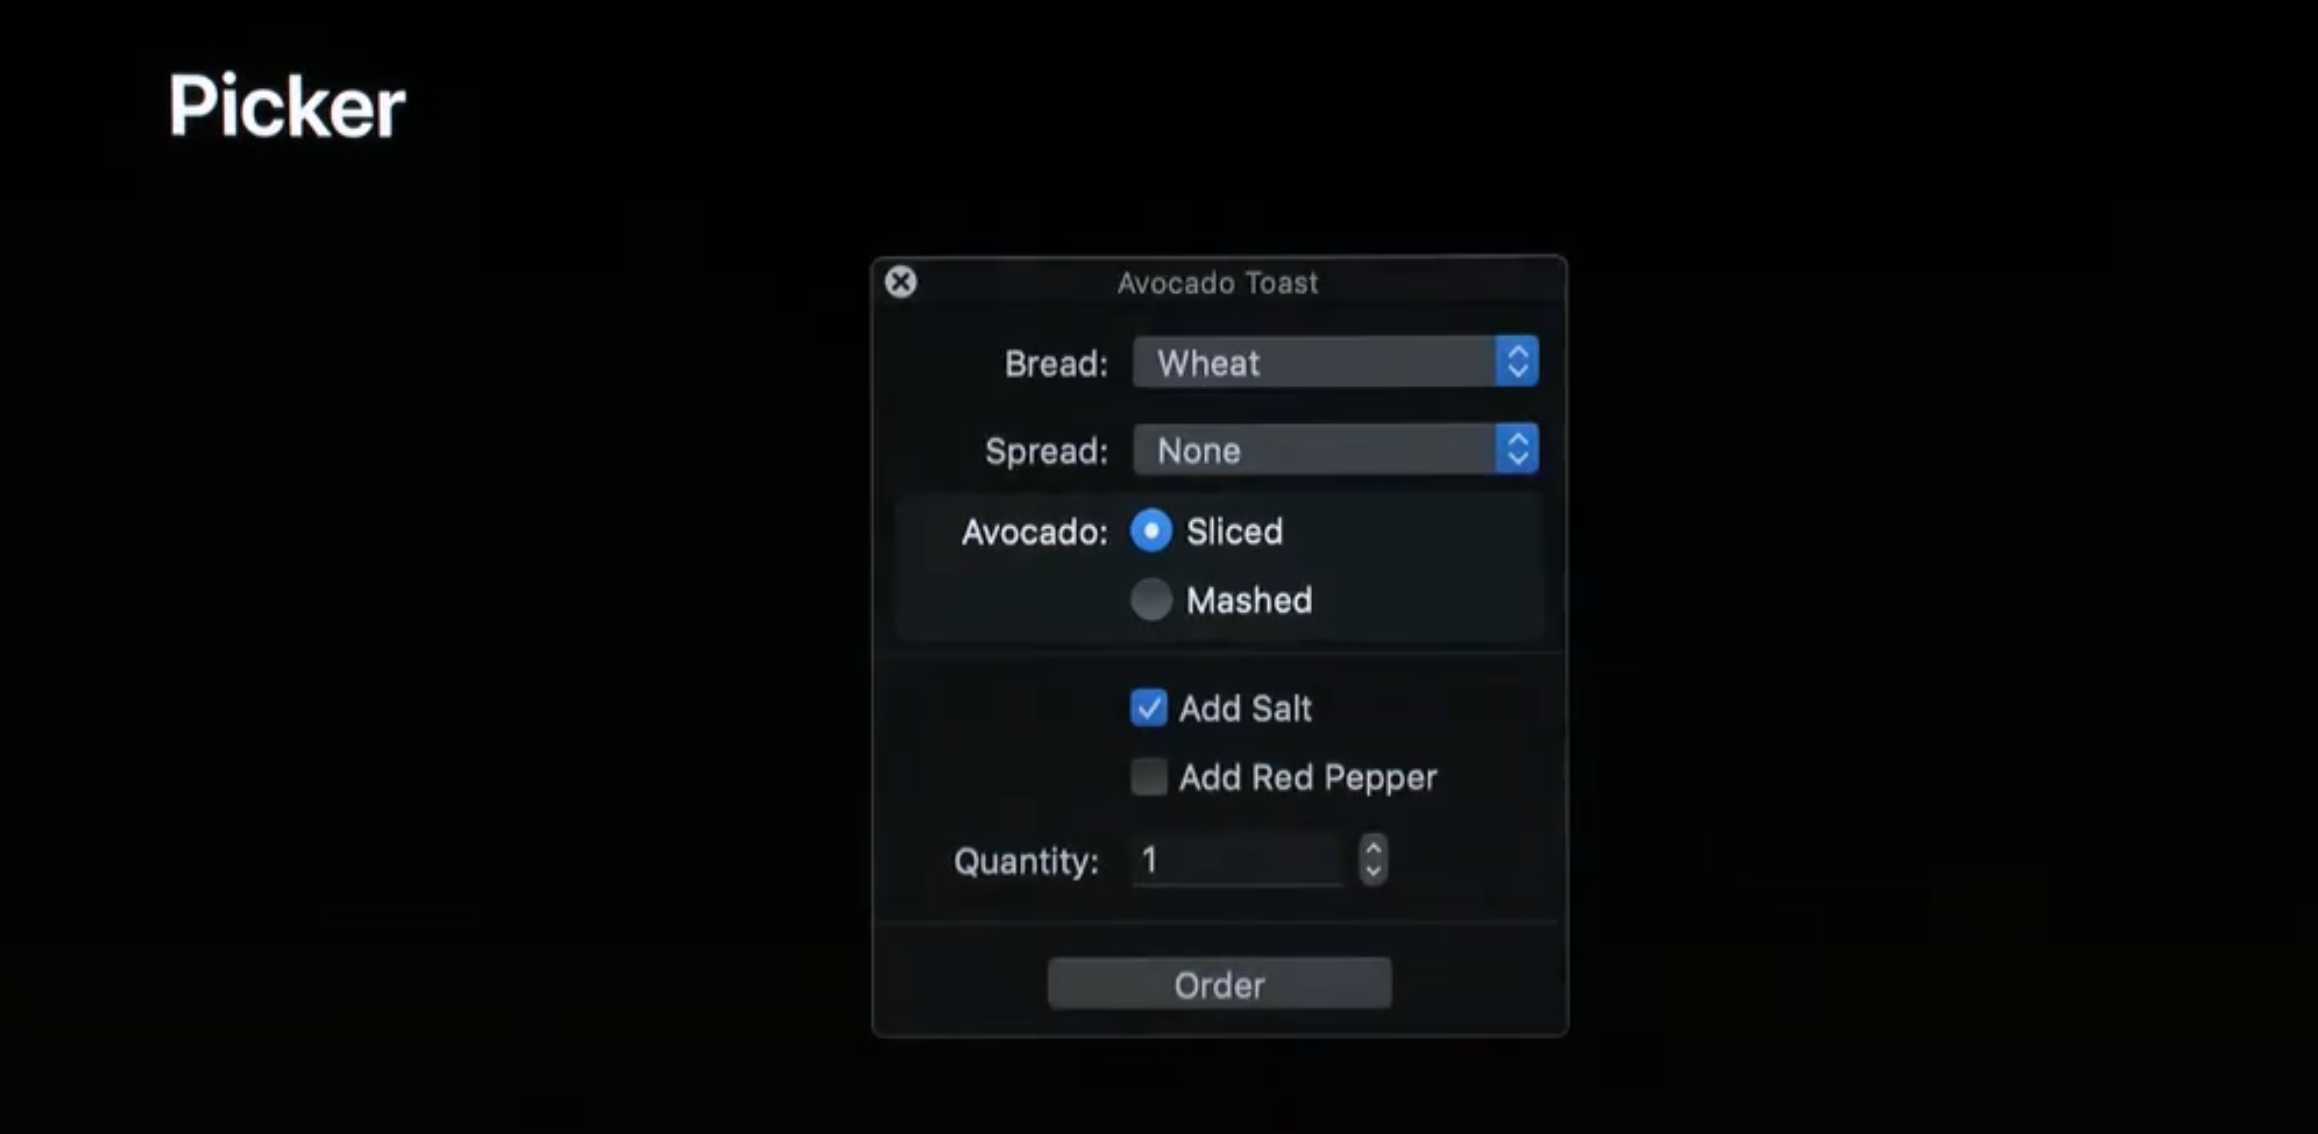 Picker
Avocado Toast
Bread: Wheat
Spread: None
Avocado: Sliced
Mashed
Add Salt
Add Red Pepper
Quantity: 1
Order